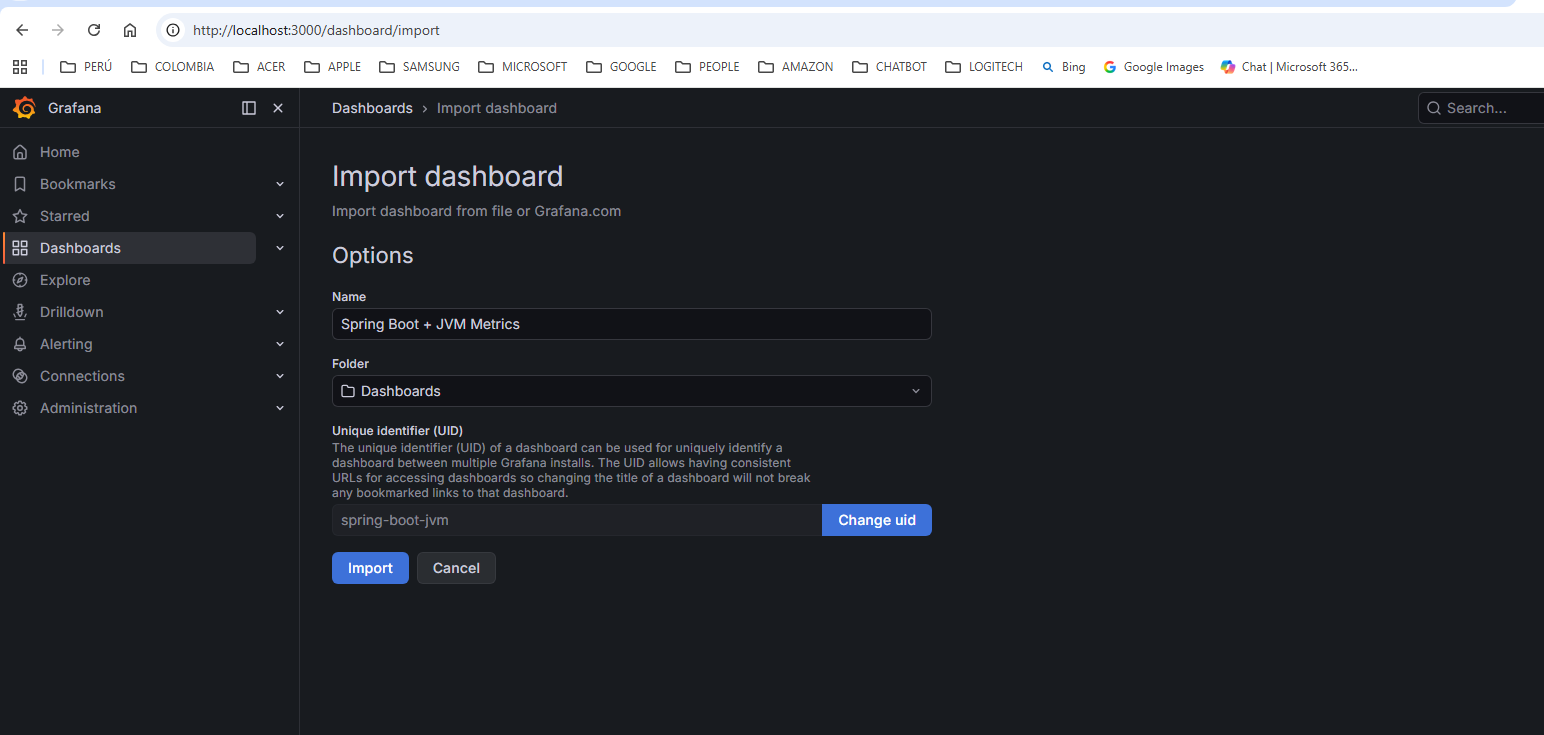 http://localhost:3000/dashboard/import
PERÚ COLOMBIA ACER APPLE SAMSUNG MICROSOFT GOOGLE PEOPLE AMAZON CHATBOT LOGITECH Bing Google Images Chat | Microsoft 365...
Grafana
Dashboards › Import dashboard
Search...
Home
Bookmarks
Starred
Dashboards
Explore
Drilldown
Alerting
Connections
Administration
Import dashboard
Import dashboard from file or Grafana.com
Options
Name
Spring Boot + JVM Metrics
Folder
Dashboards
Unique identifier (UID)
The unique identifier (UID) of a dashboard can be used for uniquely identify a
dashboard between multiple Grafana installs. The UID allows having consistent
URLs for accessing dashboards so changing the title of a dashboard will not break
any bookmarked links to that dashboard.
spring-boot-jvm
Change uid
Import Cancel